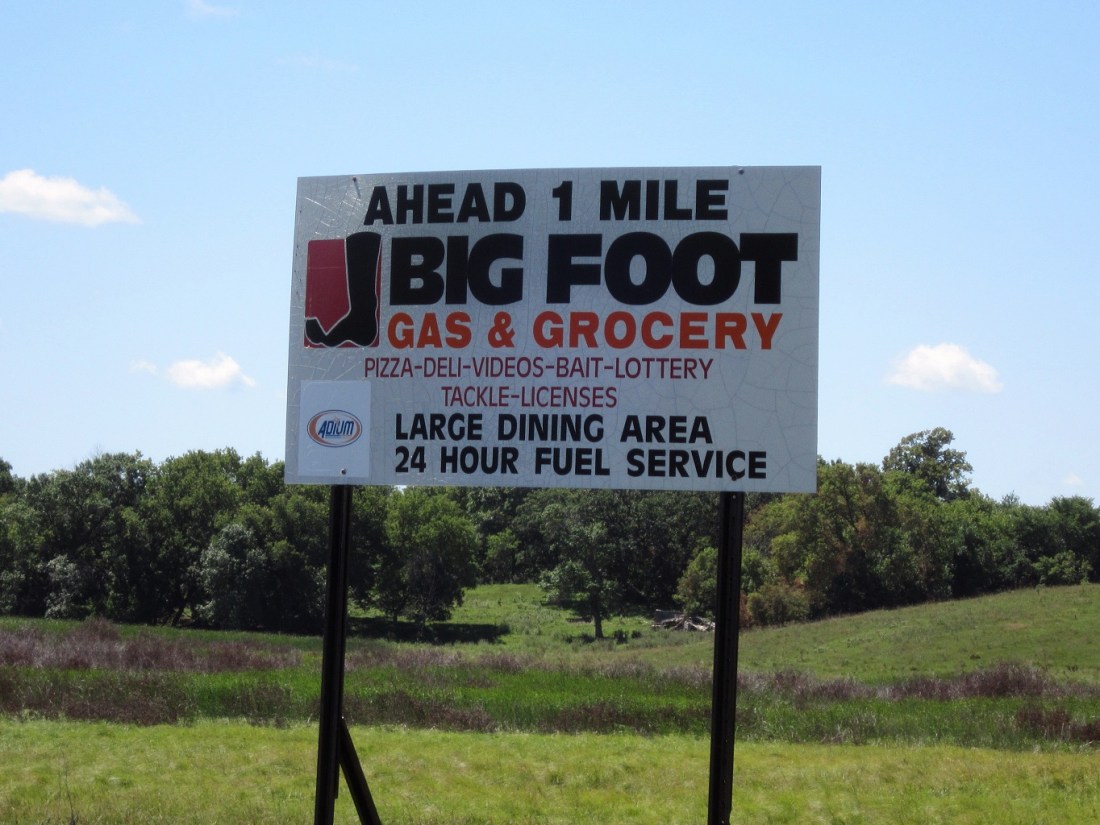 AHEAD 1 MILE
BIG FOOT
GAS & GROCERY
PIZZA-DELI-VIDEOS-BAIT-LOTTERY
TACKLE-LICENSES
ADIUM
LARGE DINING AREA
24 HOUR FUEL SERVICE